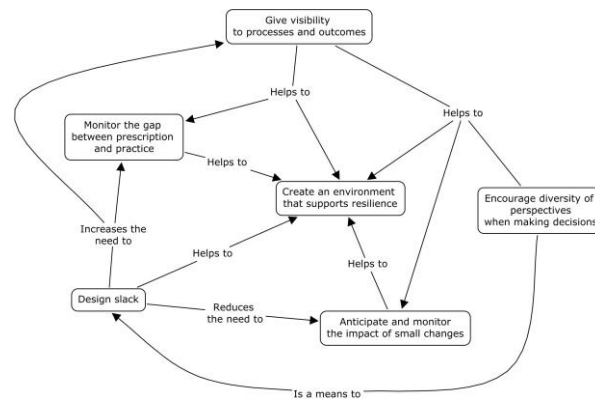 Give visibility
to processes and outcomes
Helps to
Helps to
Monitor the gap
between prescription
and practice
Helps to
Create an environment
that supports resilience
Encourage diversity of
perspectives
when making decisions
Increases the
need to
Helps to
Helps to
Design slack
Reduces
the need to
Anticipate and monitor
the impact of small changes
Is a means to